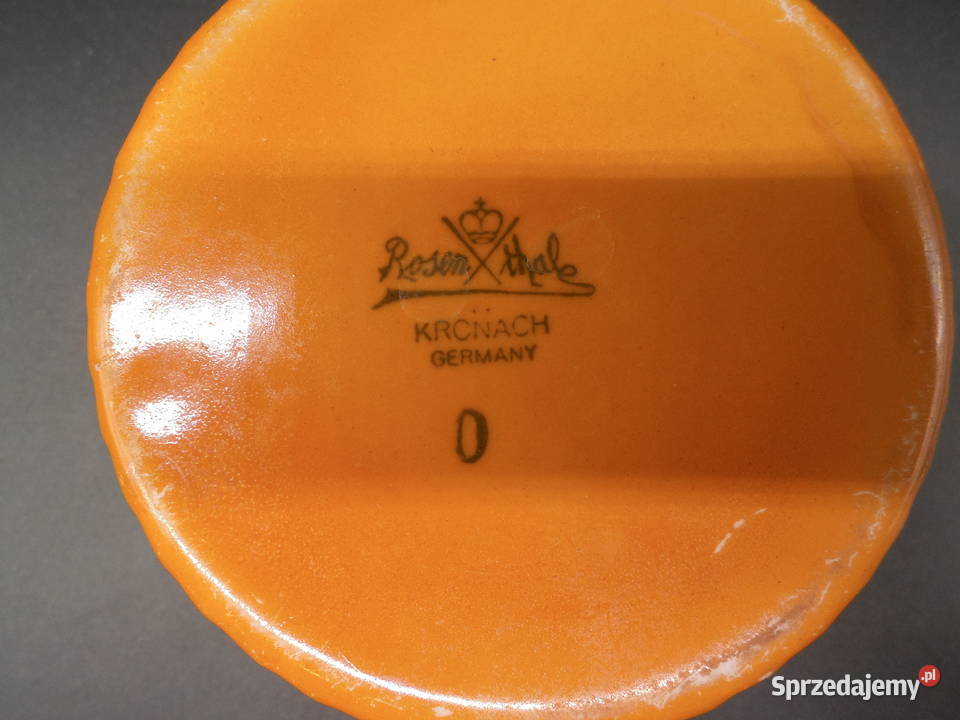 Rosenthal
KRONACH
GERMANY
0
Sprzedajemy.pl